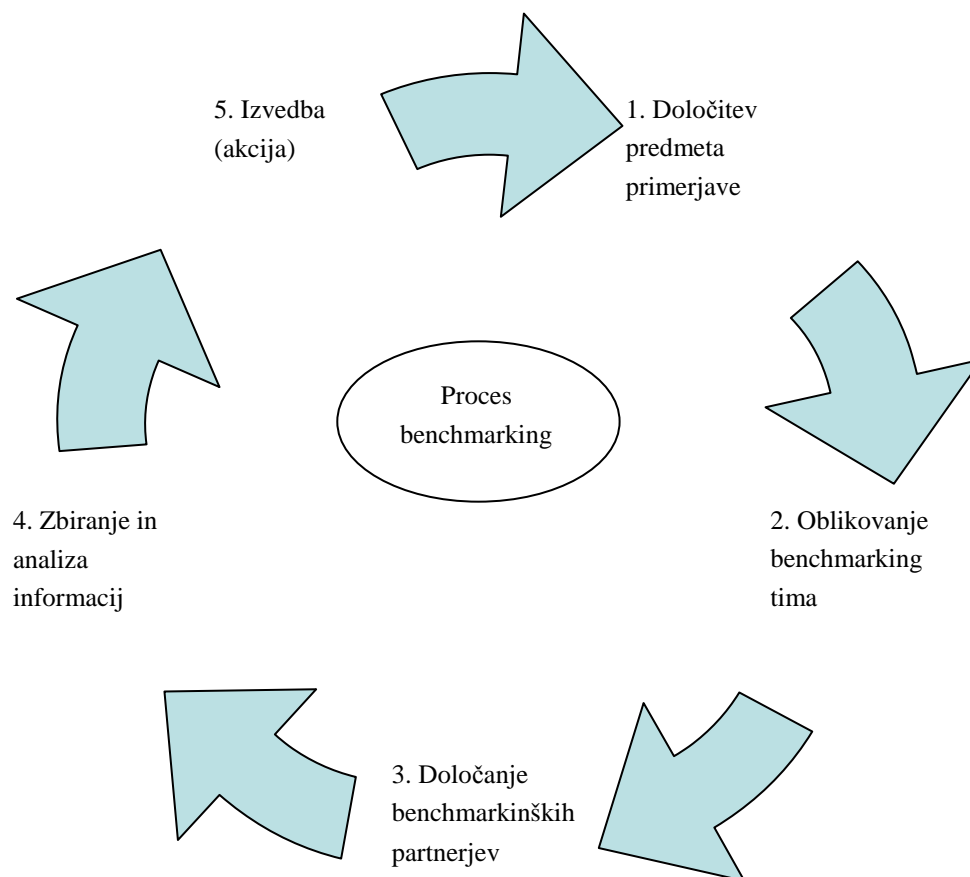 5. Izvedba
(akcija)
1. Določitev
predmeta
primerjave
Proces
benchmarking
2. Oblikovanje
benchmarking
tima
3. Določanje
benchmarkinških
partnerjev
4. Zbiranje in
analiza
informacij